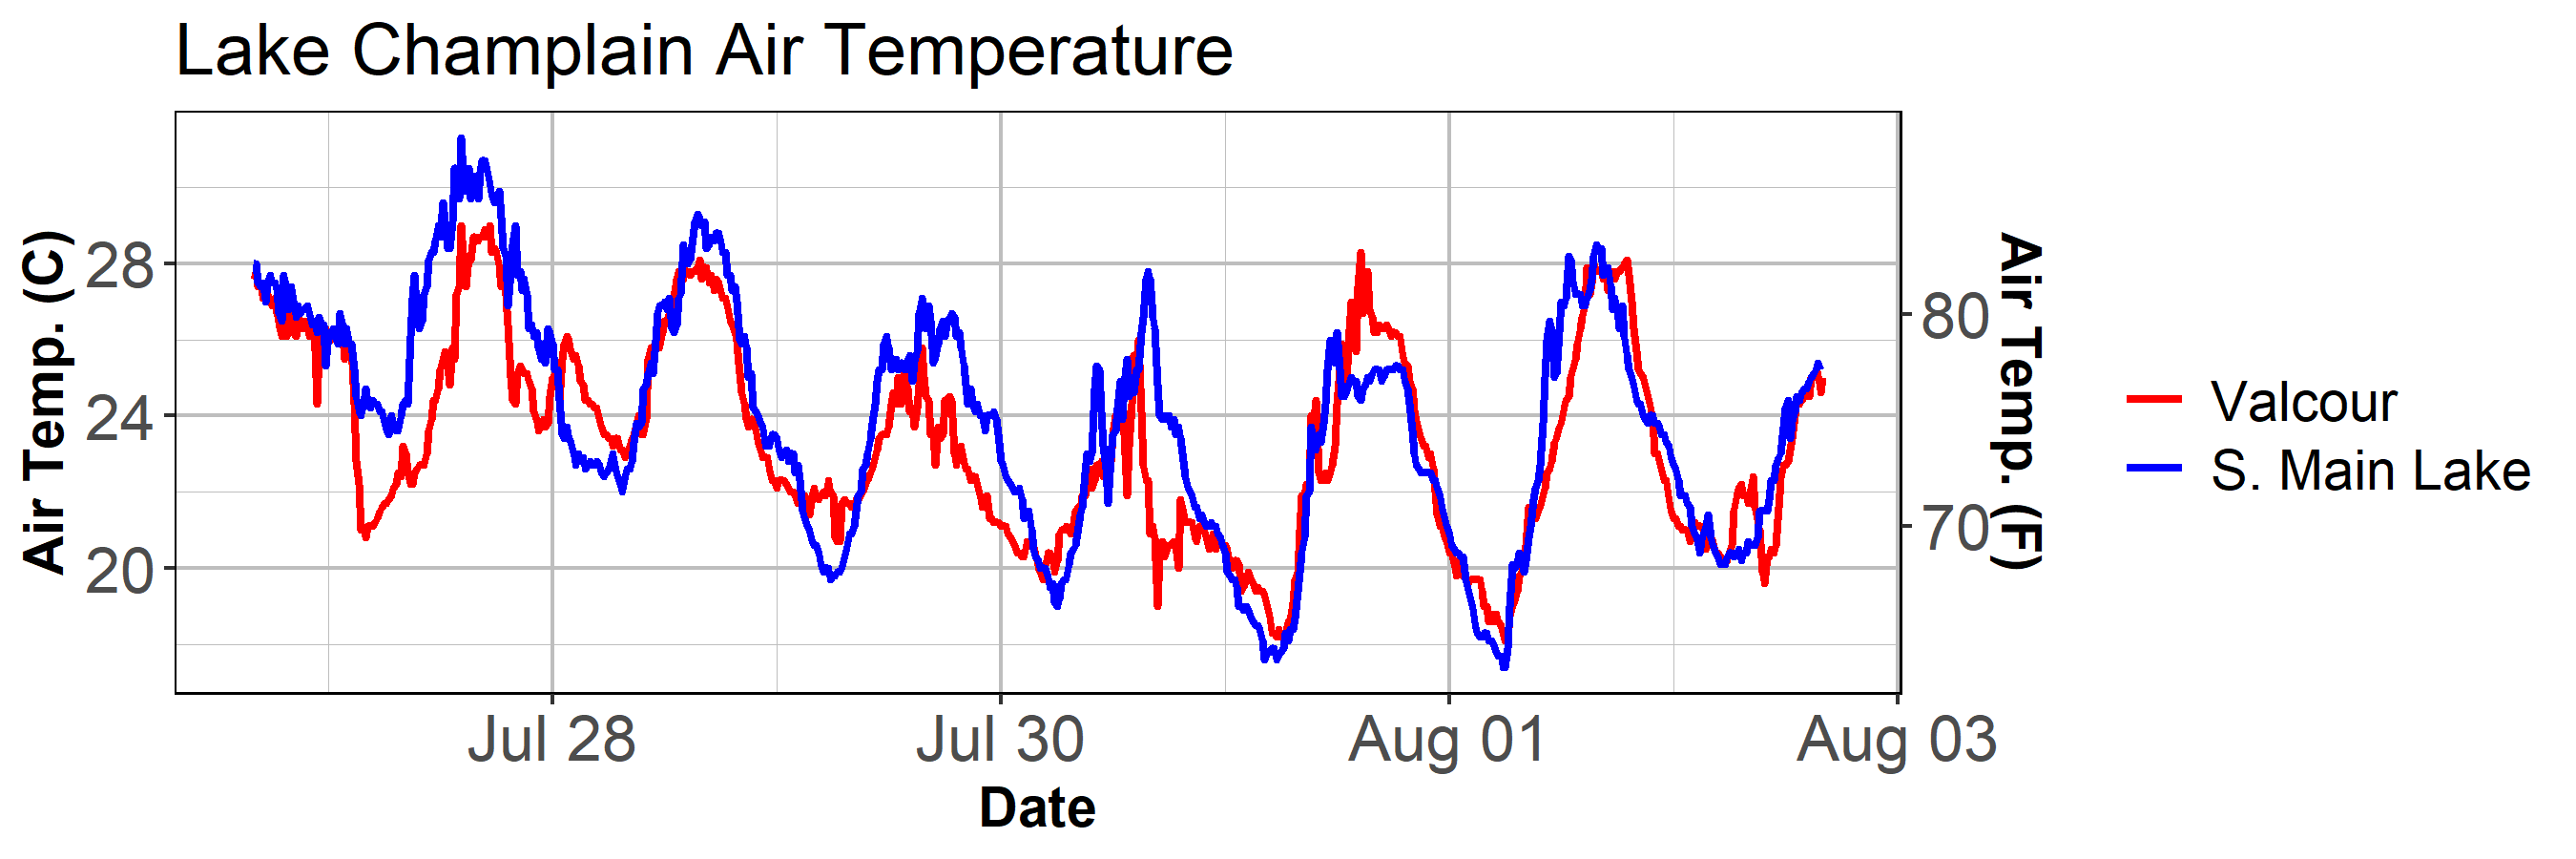 Lake Champlain Air Temperature
Air Temp. (C)
28
24
20
Air Temp. (F)
80
70
Valcour
S. Main Lake
Jul 28
Jul 30
Aug 01
Aug 03
Date